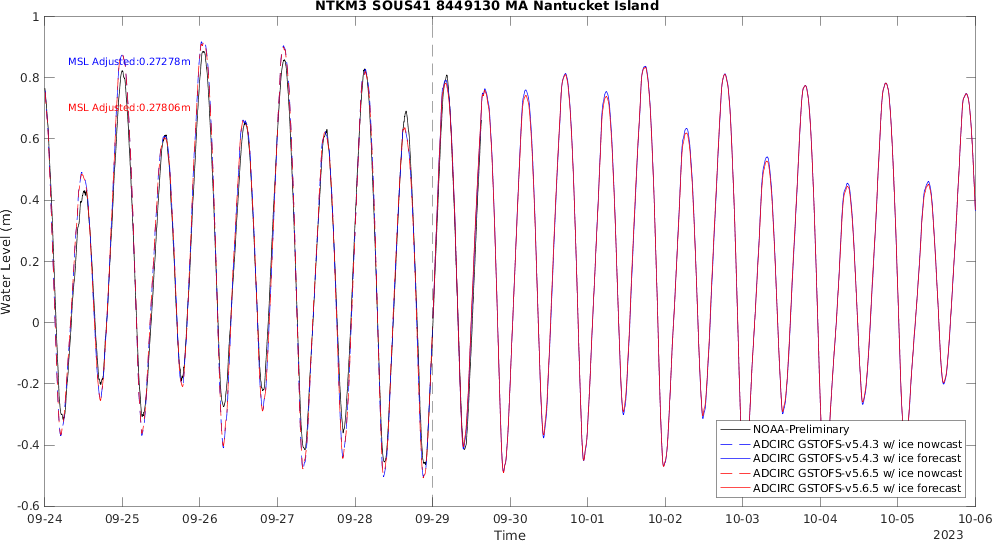 NTKM3 SOUS41 8449130 MA Nantucket Island
1
0.8
0.6
0.4
0.2
0
-0.2
-0.4
-0.6
Water Level (m)
MSL Adjusted:0.27278m
MSL Adjusted:0.27806m
NOAA-Preliminary
ADCIRC GSTOFS-v5.4.3 w/ ice nowcast
ADCIRC GSTOFS-v5.4.3 w/ ice forecast
ADCIRC GSTOFS-v5.6.5 w/ ice nowcast
ADCIRC GSTOFS-v5.6.5 w/ ice forecast
09-24 09-25 09-26 09-27 09-28 09-29 09-30 10-01 10-02 10-03 10-04 10-05 10-06
Time
2023